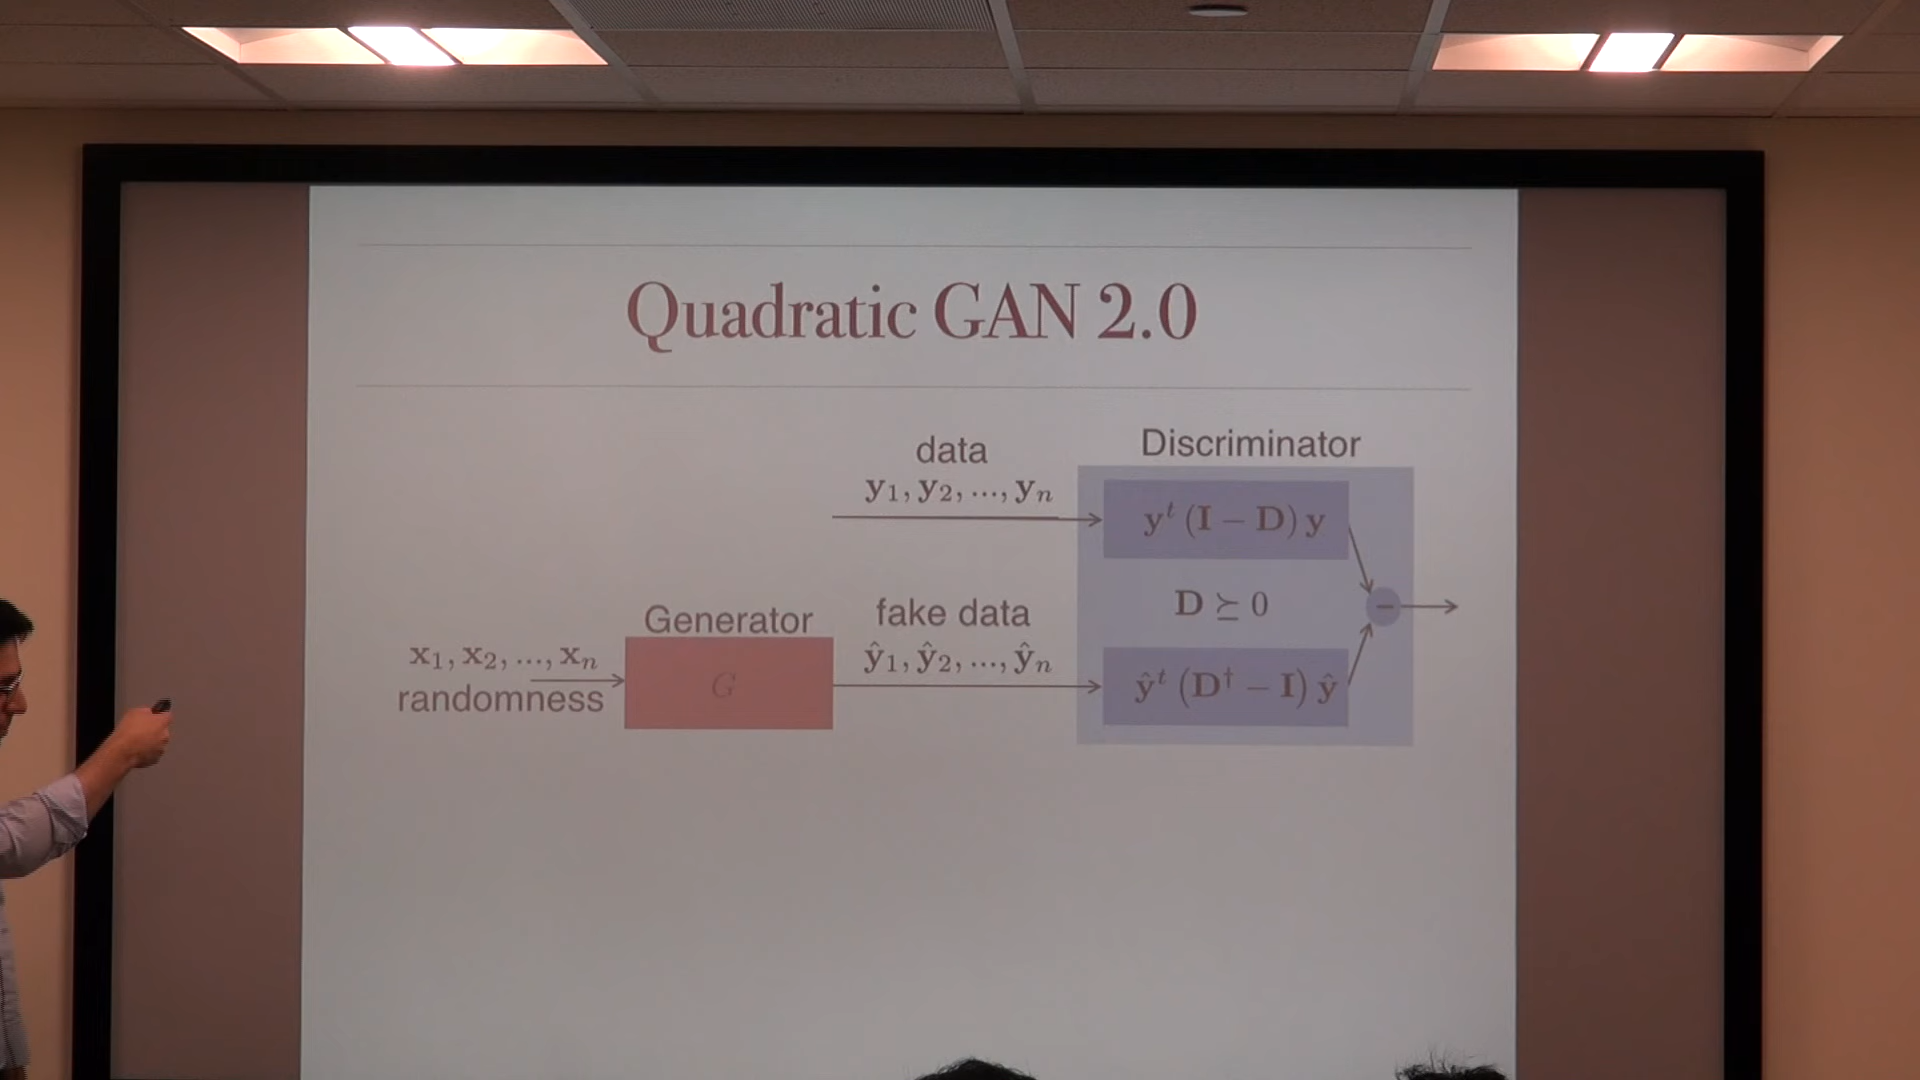 Quadratic GAN 2.0
data
y₁, y₂, ..., yₙ
Discriminator
yᵗ (I − D) y
D ⪰ 0
−
Generator
G
fake data
ŷ₁, ŷ₂, ..., ŷₙ
x₁, x₂, ..., xₙ
randomness
ŷᵗ (D† − I) ŷ